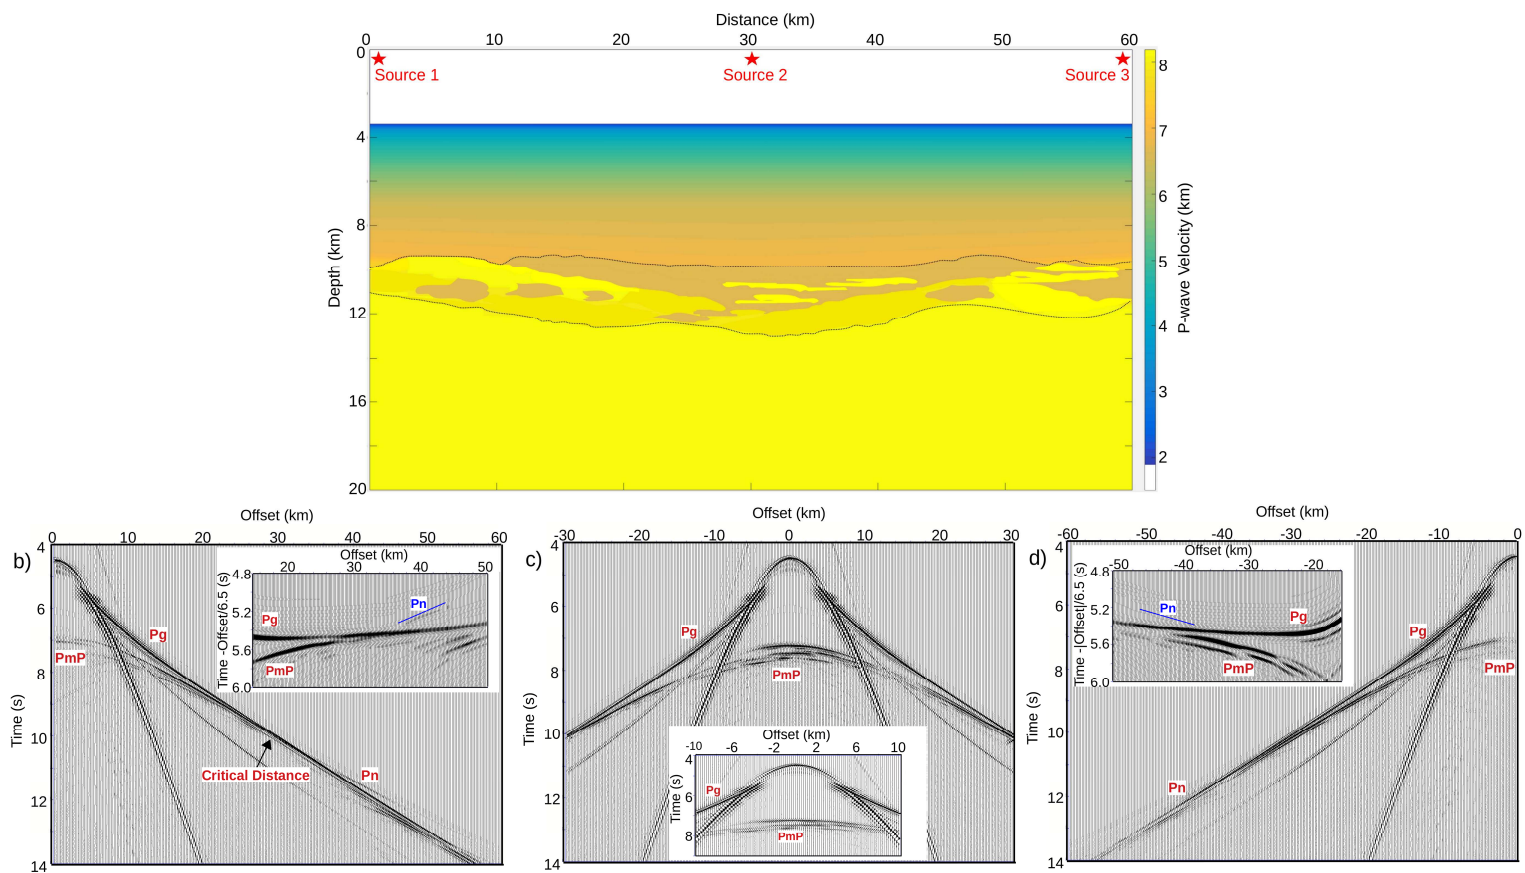 Distance (km)
0 10 20 30 40 50 60
0
Source 1 Source 2 Source 3
4
8
12
16
20
Depth (km)
8
7
6
5
4
3
2
P-wave Velocity (km)
b)
Offset (km)
0 10 20 30 40 50 60
4
6
8
10
12
14
Time (s)
Pg
PmP
Critical Distance
Pn
Offset (km)
20 30 40 50
4.8
5.2
5.6
6.0
Time -Offset/6.5 (s)
Pn
Pg
PmP
c)
Offset (km)
-30 -20 -10 0 10 20 30
4
6
8
10
12
14
Time (s)
Pg
PmP
Offset (km)
-10 -6 -2 2 6 10
4
6
8
Time (s)
Pg
PmP
d)
Offset (km)
-60 -50 -40 -30 -20 -10 0
4
6
8
10
12
14
Time (s)
Pg
PmP
Pn
Offset (km)
-50 -40 -30 -20
4.8
5.2
5.6
6.0
Time -|Offset|/6.5 (s)
Pn
Pg
PmP